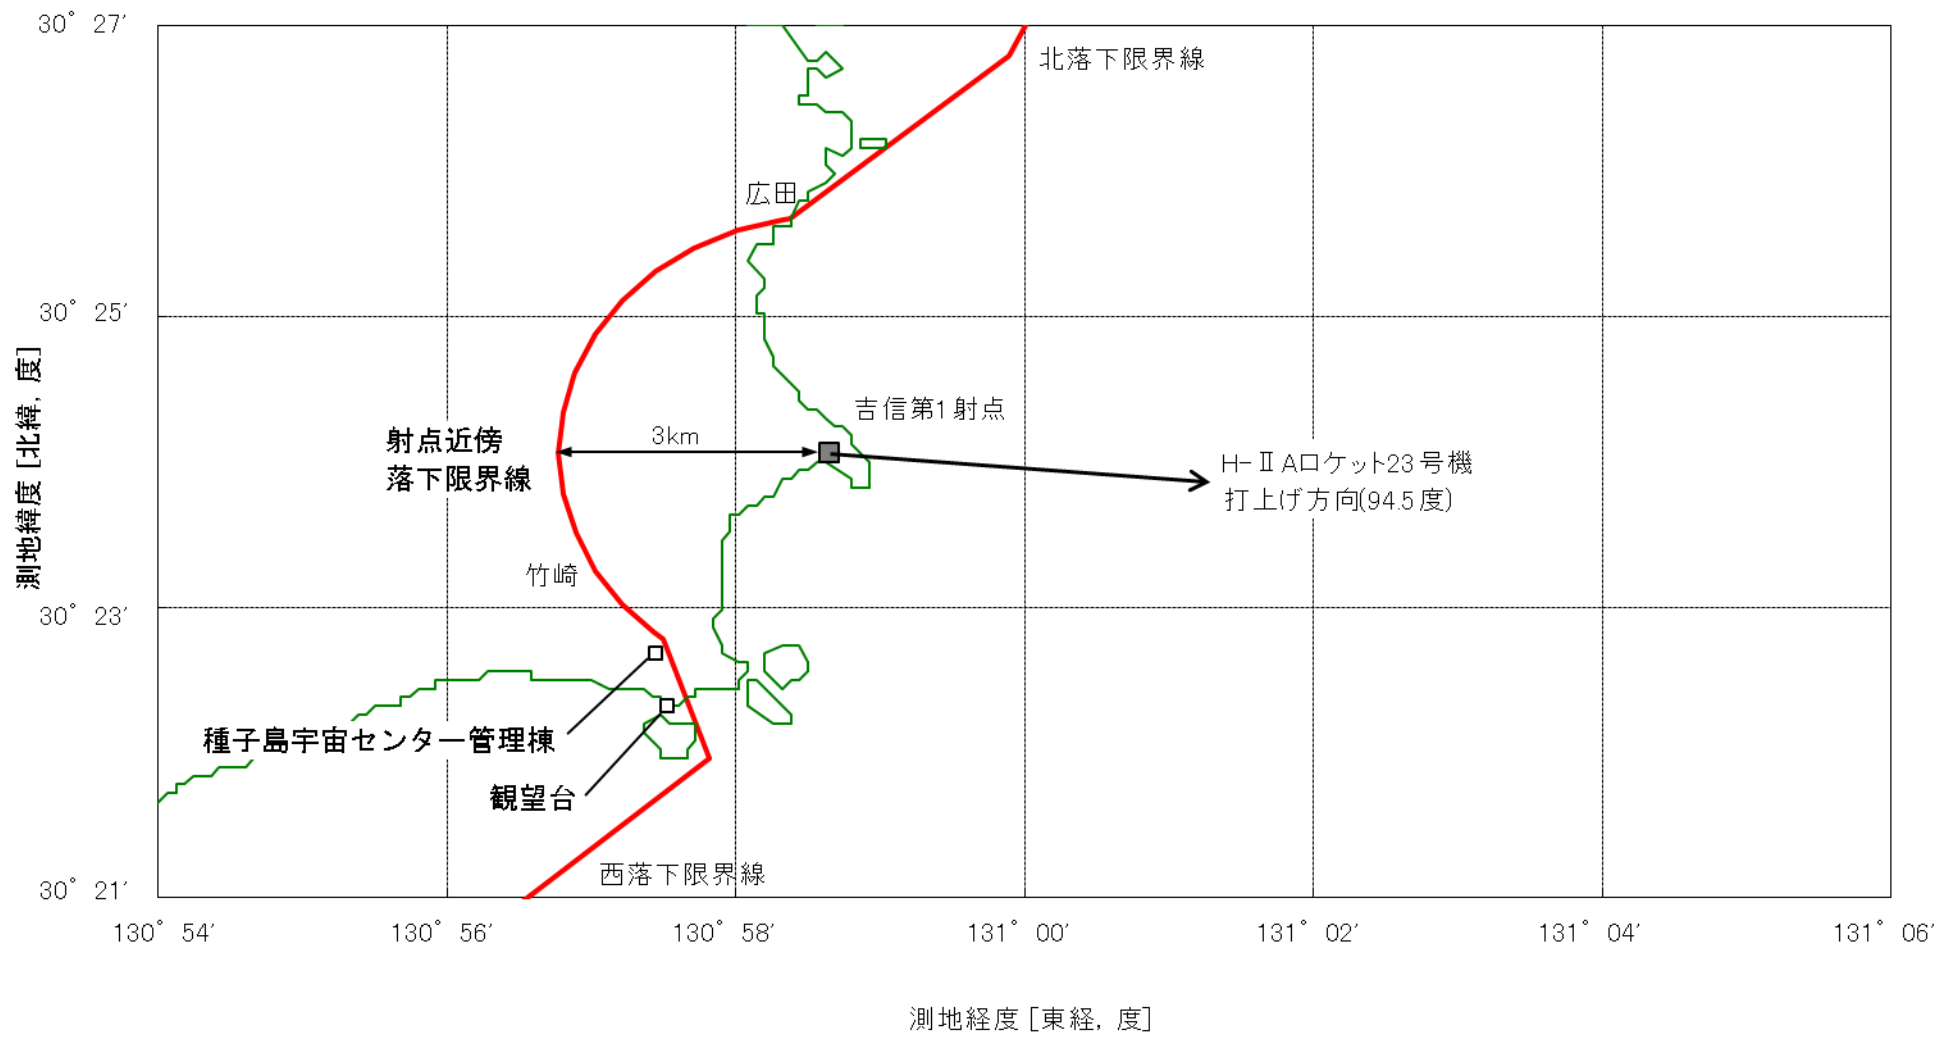 30° 27'
北落下限界線
広田
30° 25'
吉信第1射点
射点近傍
落下限界線
3km
H-ⅡAロケット23号機
打上げ方向(94.5度)
測地緯度[北緯, 度]
竹崎
30° 23'
種子島宇宙センター管理棟
観望台
西落下限界線
30° 21'
130° 54'
130° 56'
130° 58'
131° 00'
131° 02'
131° 04'
131° 06'
測地経度[東経, 度]